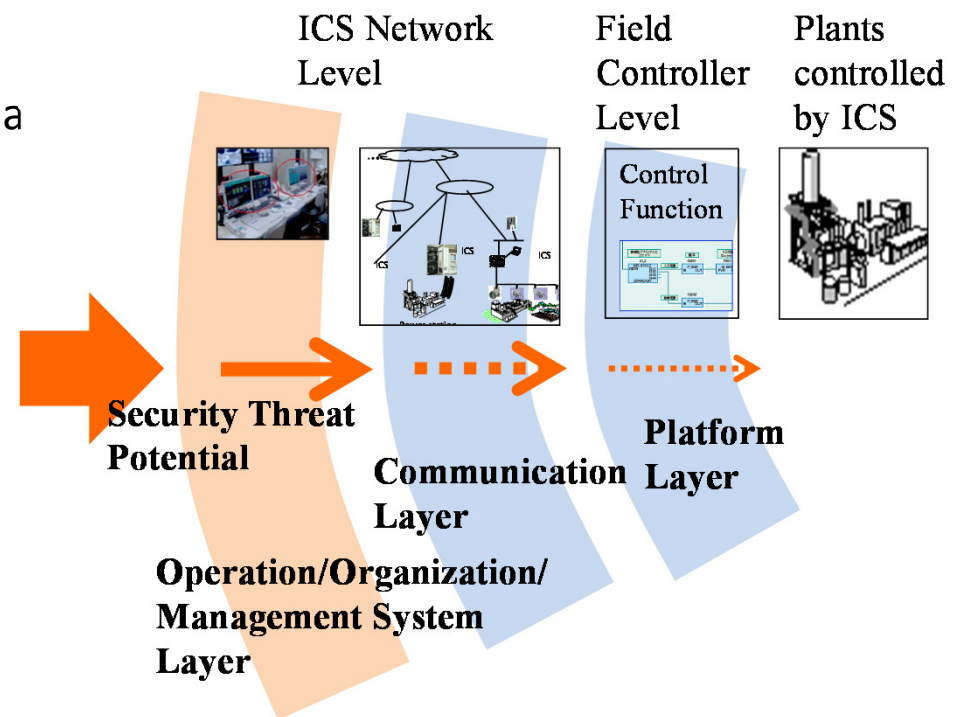 ICS Network
Level
Field
Controller
Level
Plants
controlled
by ICS
a
Control
Function
ICS
ICS
ICS
Security Threat
Potential
Communication
Layer
Platform
Layer
Operation/Organization/
Management System
Layer